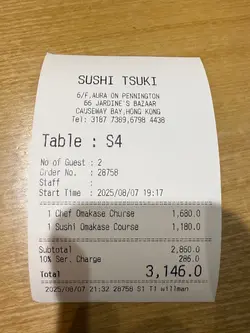 SUSHI TSUKI
6/F,AURA ON PENNINGTON
66 JARDINE'S BAZAAR
CAUSEWAY BAY,HONG KONG
Tel: 3187 7369,6798 4438
Table : S4
No of Guest : 2
Order No. : 28758
Staff :
Start Time : 2025/08/07 19:17
1 Chef Omakase Churse 1,680.0
1 Sushi Omakase Course 1,180.0
Subtotal 2,860.0
10% Ser. Charge 286.0
Total 3,146.0
2025/08/07 21:32 28758 S1 T1 willman